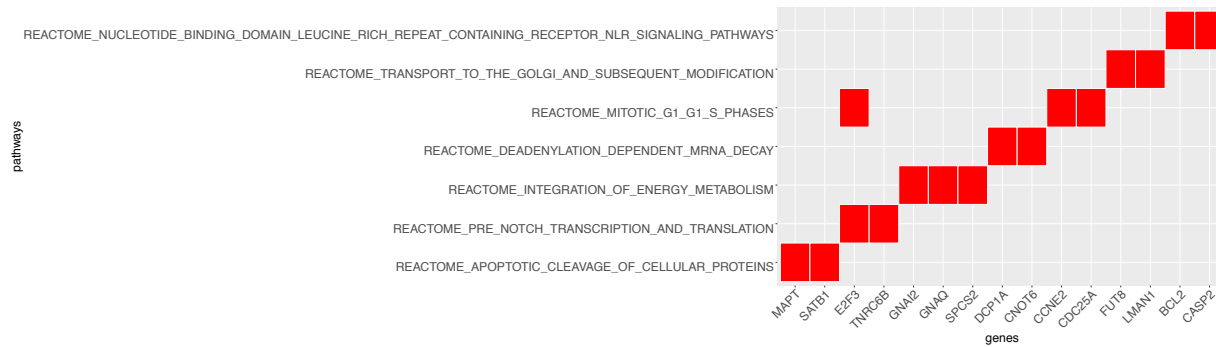 REACTOME_NUCLEOTIDE_BINDING_DOMAIN_LEUCINE_RICH_REPEAT_CONTAINING_RECEPTOR_NLR_SIGNALING_PATHWAYS
REACTOME_TRANSPORT_TO_THE_GOLGI_AND_SUBSEQUENT_MODIFICATION
REACTOME_MITOTIC_G1_G1_S_PHASES
REACTOME_DEADENYLATION_DEPENDENT_MRNA_DECAY
REACTOME_INTEGRATION_OF_ENERGY_METABOLISM
REACTOME_PRE_NOTCH_TRANSCRIPTION_AND_TRANSLATION
REACTOME_APOPTOTIC_CLEAVAGE_OF_CELLULAR_PROTEINS
pathways
MAPT
SATB1
E2F3
TNRC6B
GNAI2
GNAQ
SPCS2
DCP1A
CNOT6
CCNE2
CDC25A
FUT8
LMAN1
BCL2
CASP2
genes